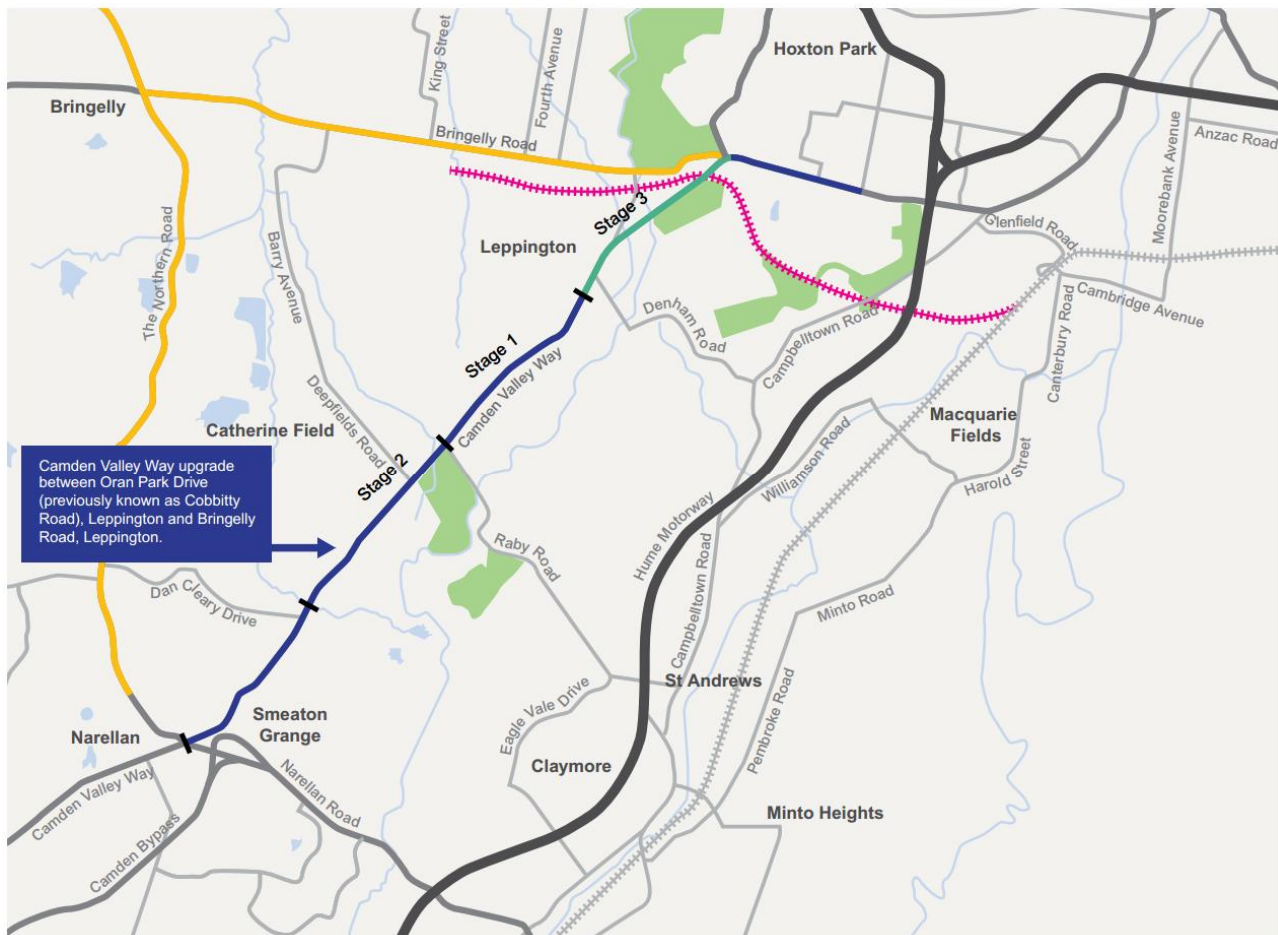 Hoxton Park
King Street
Fourth Avenue
Bringelly
Bringelly Road
Anzac Road
Moorebank Avenue
The Northern Road
Barry Avenue
Stage 3
Leppington
Glenfield Road
Denham Road
Campbelltown Road
Cambridge Avenue
Canterbury Road
Stage 1
Camden Valley Way
Deepfields Road
Catherine Field
Macquarie
Fields
Williamson Road
Harold Street
Stage 2
Camden Valley Way upgrade
between Oran Park Drive
(previously known as Cobbitty
Road), Leppington and Bringelly
Road, Leppington.
Hume Motorway
Raby Road
Dan Cleary Drive
Campbelltown Road
Minto Road
St Andrews
Pembroke Road
Eagle Vale Drive
Smeaton
Grange
Narellan
Claymore
Narellan Road
Camden Valley Way
Camden Bypass
Minto Heights